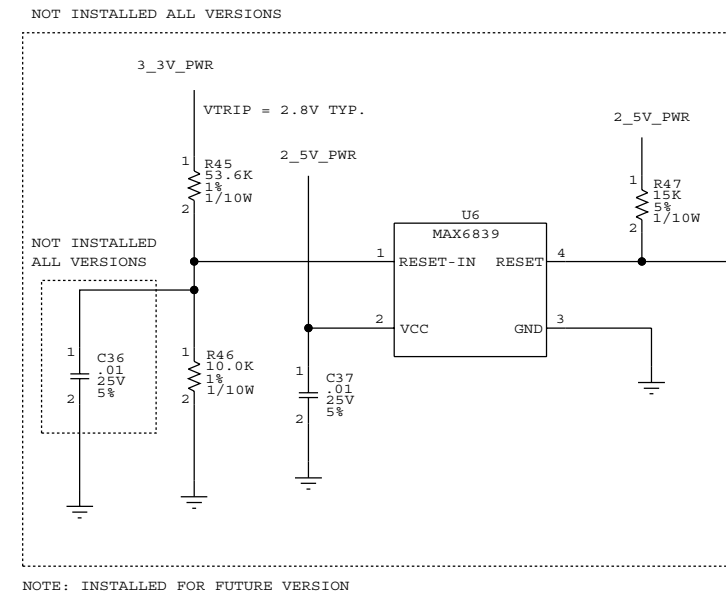 NOT INSTALLED ALL VERSIONS
3_3V_PWR
VTRIP = 2.8V TYP.
2_5V_PWR
2_5V_PWR
1
R45
53.6K
1%
1/10W
2
1
R47
15K
5%
1/10W
2
U6
MAX6839
NOT INSTALLED
ALL VERSIONS
1
RESET-IN
RESET
4
2
VCC
GND
3
1
C36
.01
25V
5%
2
1
R46
10.0K
1%
1/10W
2
1
C37
.01
25V
5%
2
NOTE: INSTALLED FOR FUTURE VERSION